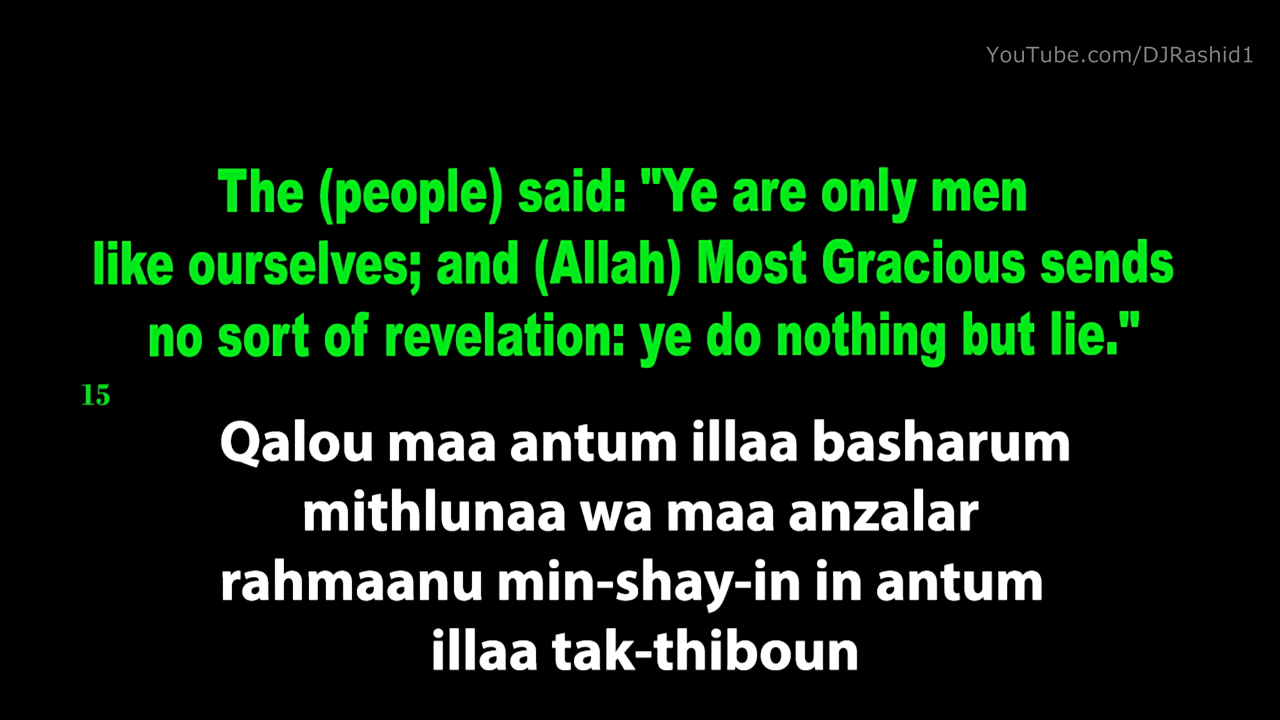 YouTube.com/DJRashid1
The (people) said: "Ye are only men
like ourselves; and (Allah) Most Gracious sends
no sort of revelation: ye do nothing but lie."
15
Qalou maa antum illaa basharum
mithlunaa wa maa anzalar
rahmaanu min-shay-in in antum
illaa tak-thiboun